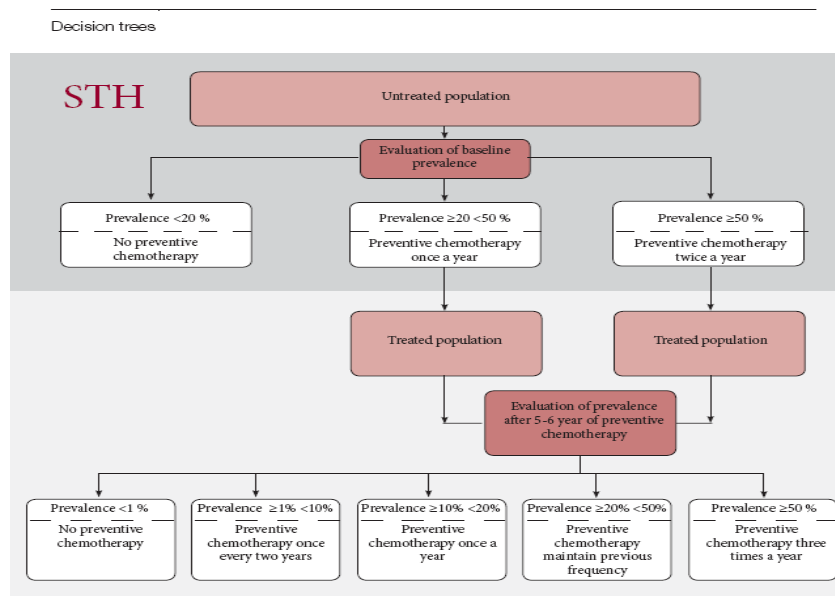 Decision trees
STH
Untreated population
Evaluation of baseline
prevalence
Prevalence <20 %
No preventive
chemotherapy
Prevalence ≥20 <50 %
Preventive chemotherapy
once a year
Prevalence ≥50 %
Preventive chemotherapy
twice a year
Treated population
Treated population
Evaluation of prevalence
after 5-6 year of preventive
chemotherapy
Prevalence <1 %
No preventive
chemotherapy
Prevalence ≥1% <10%
Preventive
chemotherapy once
every two years
Prevalence ≥10% <20%
Preventive
chemotherapy once a
year
Prevalence ≥20% <50%
Preventive
chemotherapy
maintain previous
frequency
Prevalence ≥50 %
Preventive
chemotherapy three
times a year